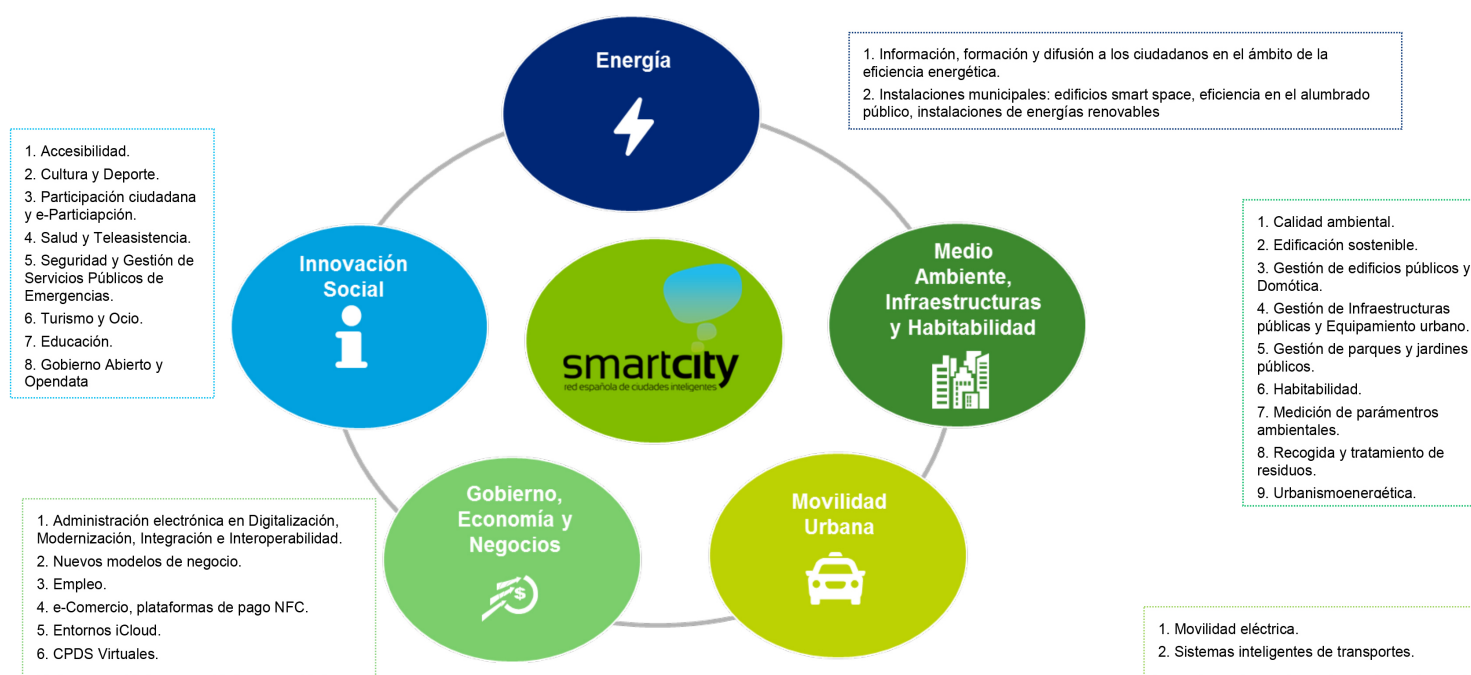 Energía
1. Información, formación y difusión a los ciudadanos en el ámbito de la
eficiencia energética.
2. Instalaciones municipales: edificios smart space, eficiencia en el alumbrado
público, instalaciones de energías renovables
1. Accesibilidad.
2. Cultura y Deporte.
3. Participación ciudadana
y e-Particiapción.
4. Salud y Teleasistencia.
5. Seguridad y Gestión de
Servicios Públicos de
Emergencias.
6. Turismo y Ocio.
7. Educación.
8. Gobierno Abierto y
Opendata
Innovación
Social
smartcity
red española de ciudades inteligentes
Medio
Ambiente,
Infraestructuras
y Habitabilidad
1. Calidad ambiental.
2. Edificación sostenible.
3. Gestión de edificios públicos y
Domótica.
4. Gestión de Infraestructuras
públicas y Equipamiento urbano.
5. Gestión de parques y jardines
públicos.
6. Habitabilidad.
7. Medición de parámentros
ambientales.
8. Recogida y tratamiento de
residuos.
9. Urbanismoenergética.
Gobierno,
Economía y
Negocios
$
Movilidad
Urbana
1. Administración electrónica en Digitalización,
Modernización, Integración e Interoperabilidad.
2. Nuevos modelos de negocio.
3. Empleo.
4. e-Comercio, plataformas de pago NFC.
5. Entornos iCloud.
6. CPDS Virtuales.
1. Movilidad eléctrica.
2. Sistemas inteligentes de transportes.